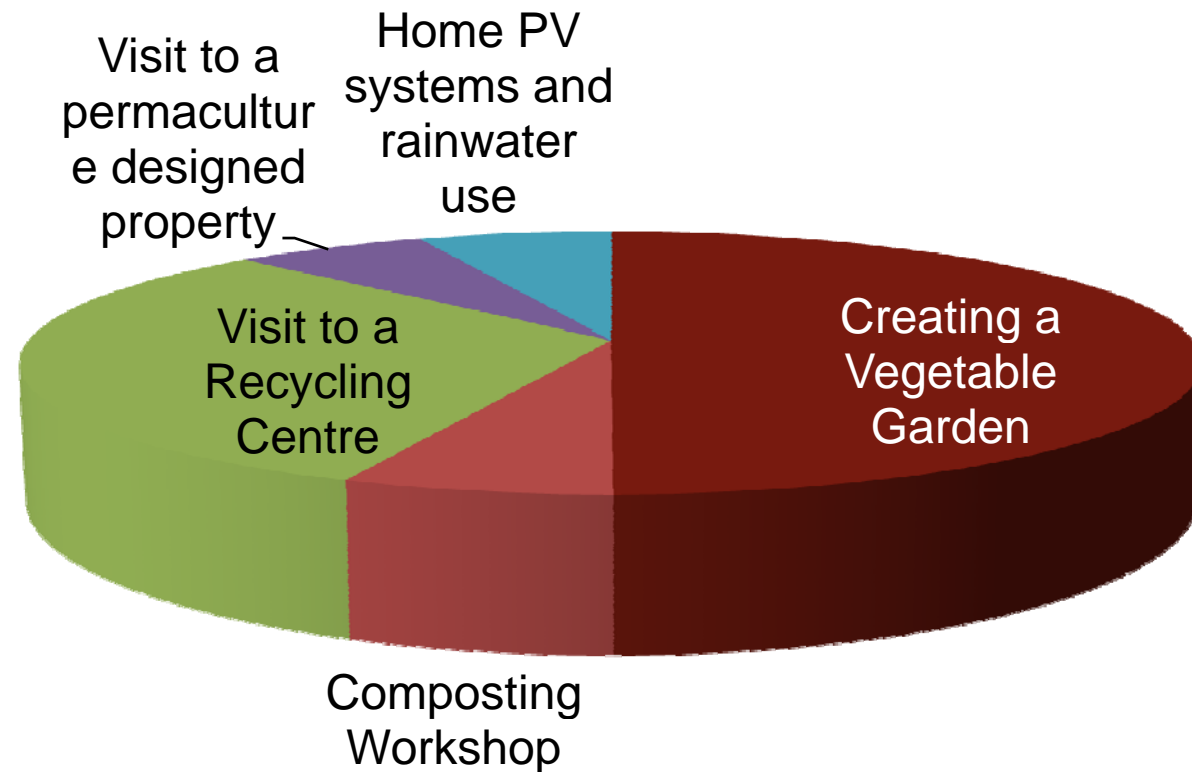 Visit to a
permacultur
e designed
property
Home PV
systems and
rainwater
use
Visit to a
Recycling
Centre
Creating a
Vegetable
Garden
Composting
Workshop